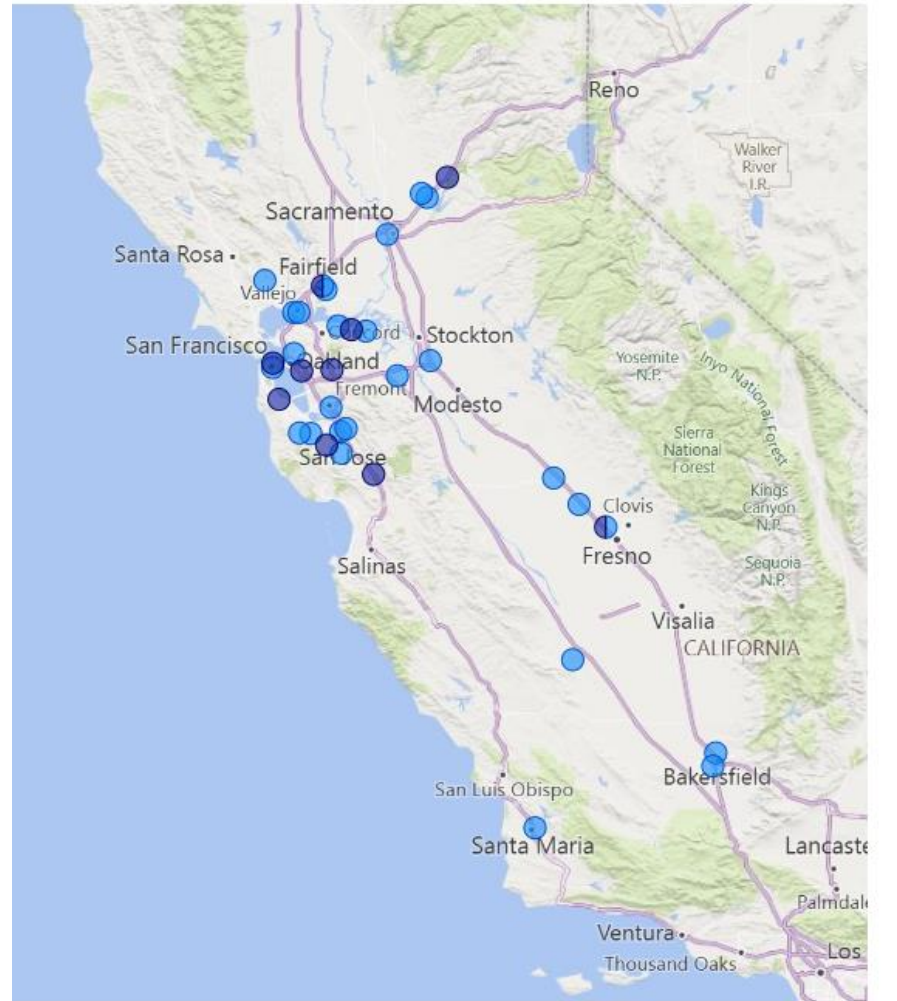 Reno
Walker
River
I.R.
Sacramento
Santa Rosa
Fairfield
Vallejo
San Francisco
Oakland
Stockton
Fremont
Modesto
Yosemite
N.P.
Inyo National Forest
Sierra
National
Forest
San Jose
Clovis
Kings
Canyon
N.P.
Fresno
Salinas
Sequoia
N.P.
Visalia
CALIFORNIA
Bakersfield
San Luis Obispo
Santa Maria
Lancaste
Palmdale
Ventura
Thousand Oaks
Los